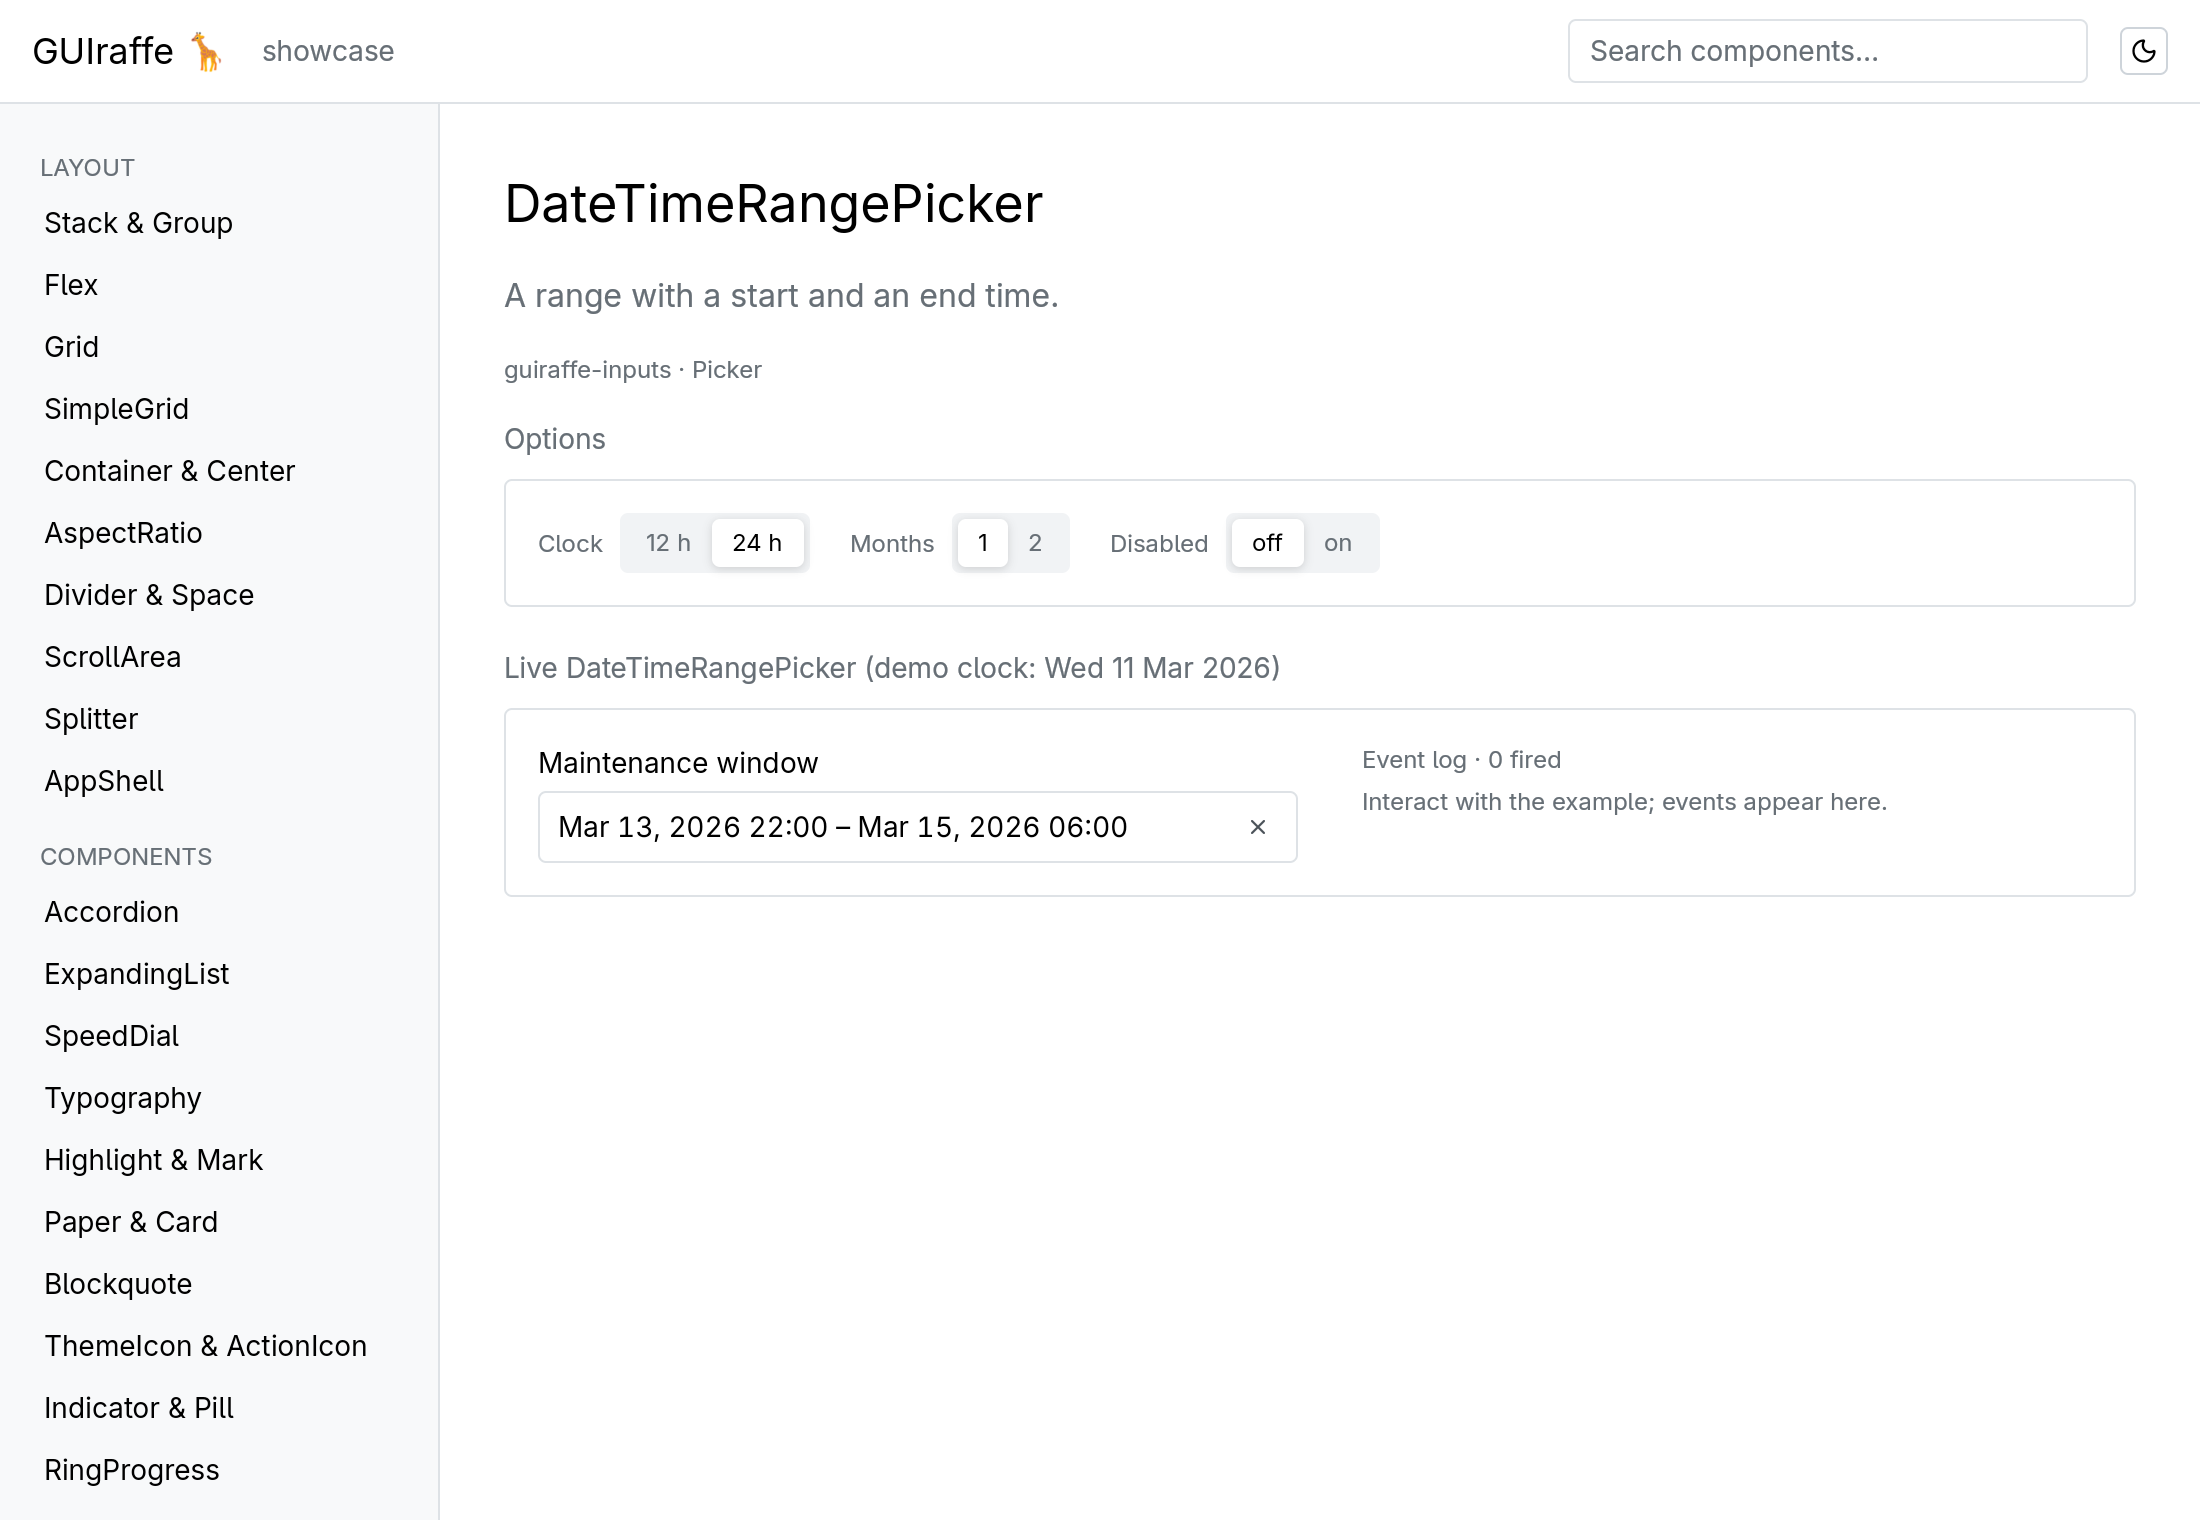 GUIraffe 🦒 showcase Search components...
LAYOUT
Stack & Group
Flex
Grid
SimpleGrid
Container & Center
AspectRatio
Divider & Space
ScrollArea
Splitter
AppShell
COMPONENTS
Accordion
ExpandingList
SpeedDial
Typography
Highlight & Mark
Paper & Card
Blockquote
ThemeIcon & ActionIcon
Indicator & Pill
RingProgress
DateTimeRangePicker
A range with a start and an end time.
guiraffe-inputs · Picker
Options
Clock 12 h 24 h Months 1 2 Disabled off on
Live DateTimeRangePicker (demo clock: Wed 11 Mar 2026)
Maintenance window
Mar 13, 2026 22:00 – Mar 15, 2026 06:00
Event log · 0 fired
Interact with the example; events appear here.